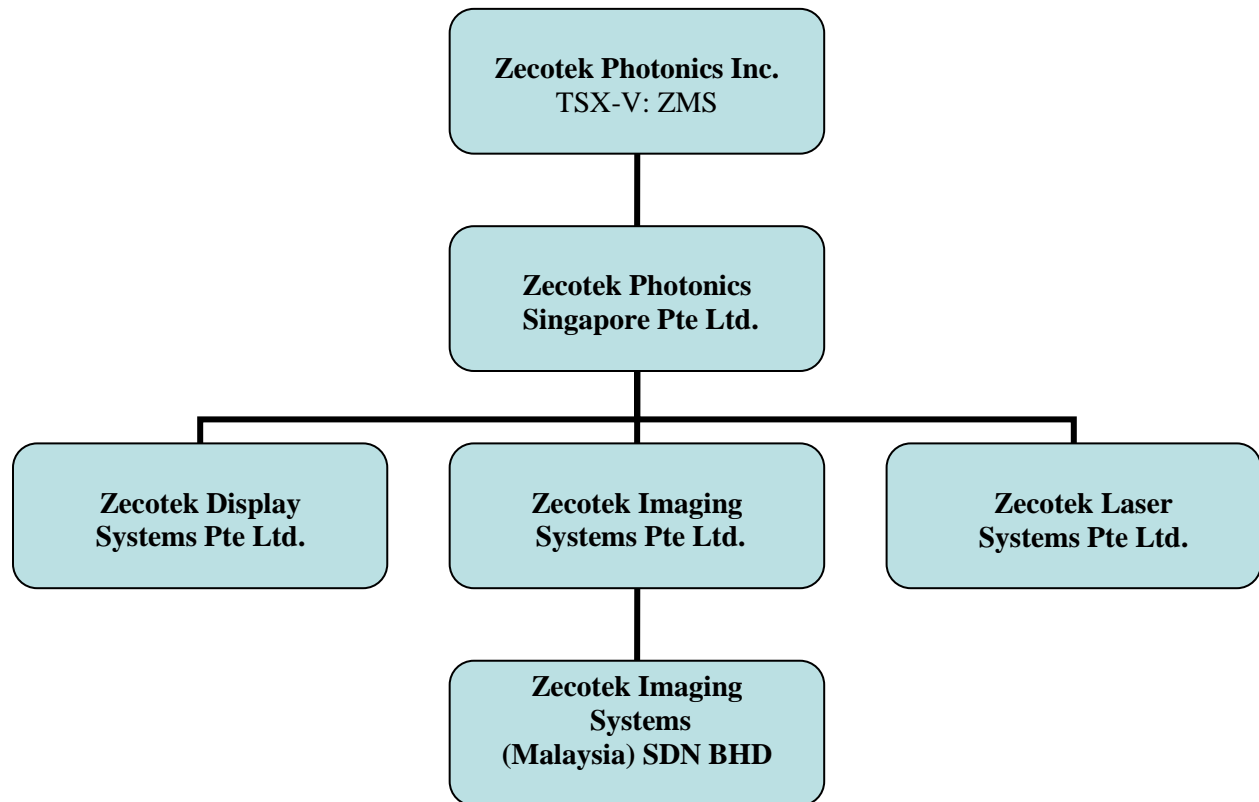 Zecotek Photonics Inc.
TSX-V: ZMS
Zecotek Photonics
Singapore Pte Ltd.
Zecotek Display
Systems Pte Ltd.
Zecotek Imaging
Systems Pte Ltd.
Zecotek Laser
Systems Pte Ltd.
Zecotek Imaging
Systems
(Malaysia) SDN BHD